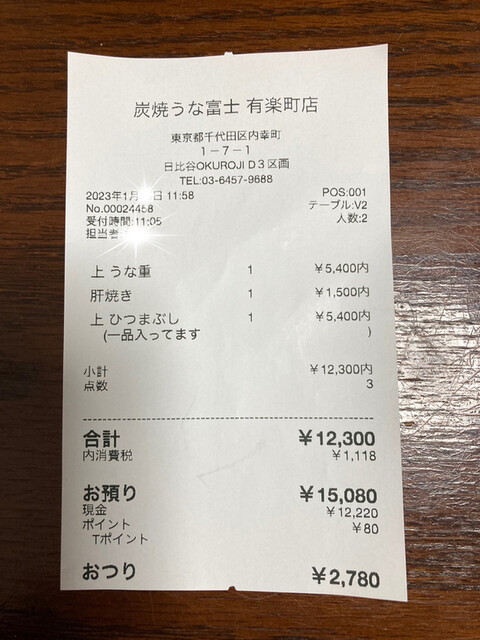 炭焼うな富士 有楽町店
東京都千代田区内幸町
1-7-1
日比谷OKUROJI D3区画
TEL:03-6457-9688
2023年1月 日 11:58 POS:001
No.00024458 テーブル:V2
受付時間:11:05 人数:2
担当者
上 うな重 1 ¥5,400内
肝焼き 1 ¥1,500内
上 ひつまぶし 1 ¥5,400内
(一品入ってます )
小計 ¥12,300内
点数 3
合計 ¥12,300
内消費税 ¥1,118
お預り ¥15,080
現金 ¥12,220
ポイント ¥80
Tポイント
おつり ¥2,780